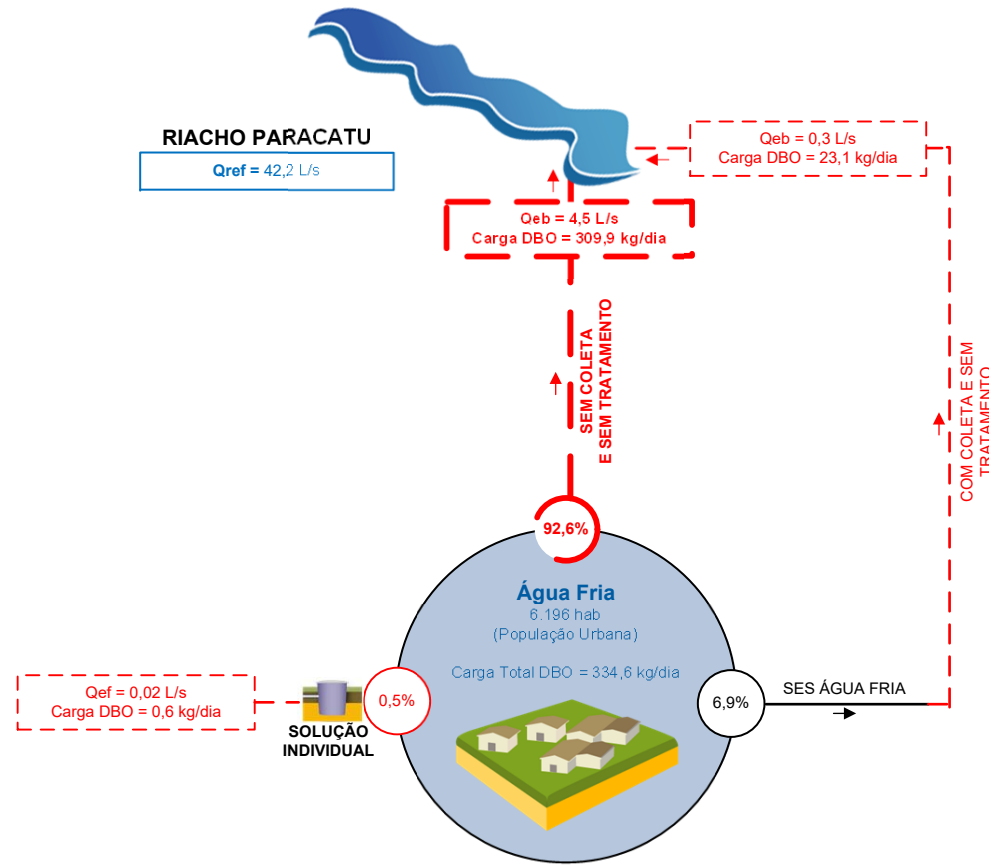 RIACHO PARACATU
Qref = 42,2 L/s
Qeb = 0,3 L/s
Carga DBO = 23,1 kg/dia
Qeb = 4,5 L/s
Carga DBO = 309,9 kg/dia
SEM COLETA
E SEM TRATAMENTO
COM COLETA E SEM
TRATAMENTO
92,6%
Água Fria
6.196 hab
(População Urbana)
Carga Total DBO = 334,6 kg/dia
Qef = 0,02 L/s
Carga DBO = 0,6 kg/dia
0,5%
6,9%
SES ÁGUA FRIA
SOLUÇÃO
INDIVIDUAL